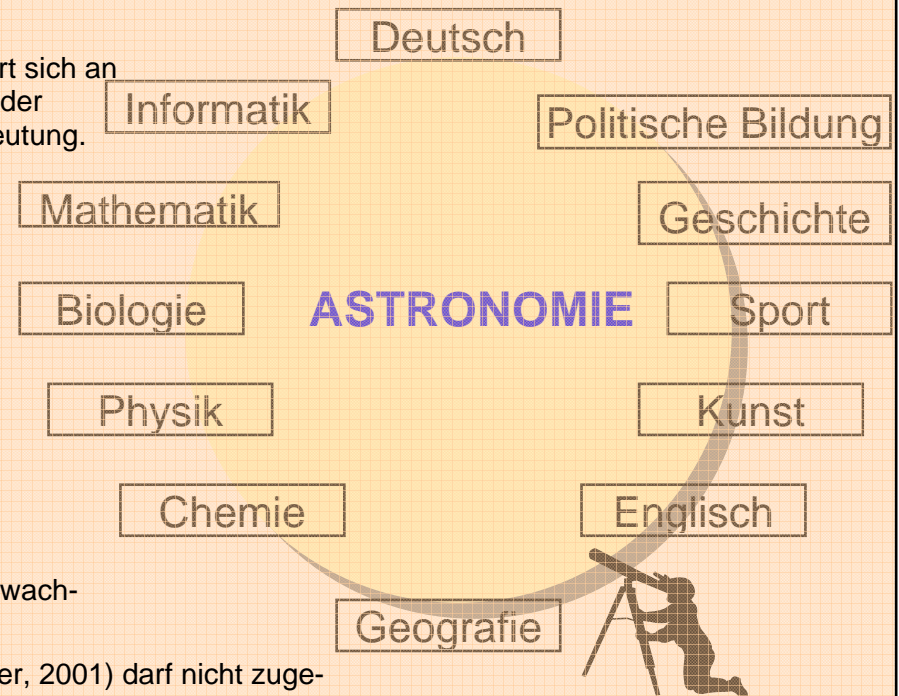 Deutsch
rt sich an
der
Informatik
Politische Bildung
eutung.
Mathematik
Geschichte
Biologie
ASTRONOMIE
Sport
Physik
Kunst
Chemie
Englisch
wach-
Geografie
er, 2001) darf nicht zuge-